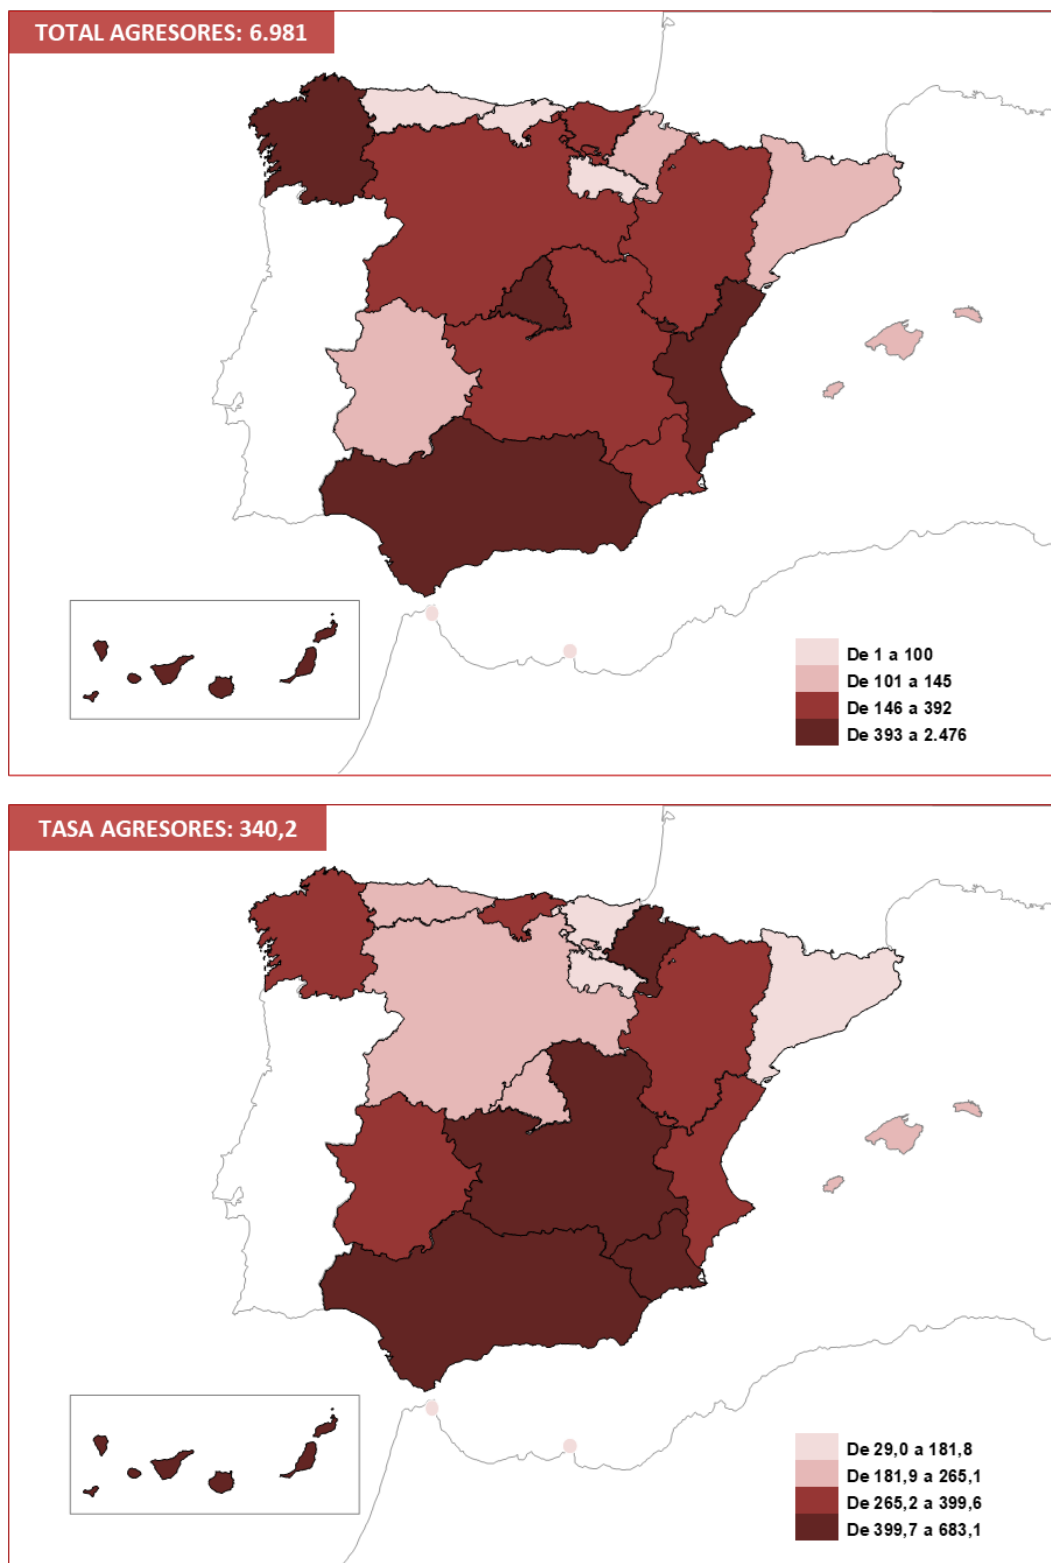 TOTAL AGRESORES: 6.981
De 1 a 100
De 101 a 145
De 146 a 392
De 393 a 2.476
TASA AGRESORES: 340,2
De 29,0 a 181,8
De 181,9 a 265,1
De 265,2 a 399,6
De 399,7 a 683,1